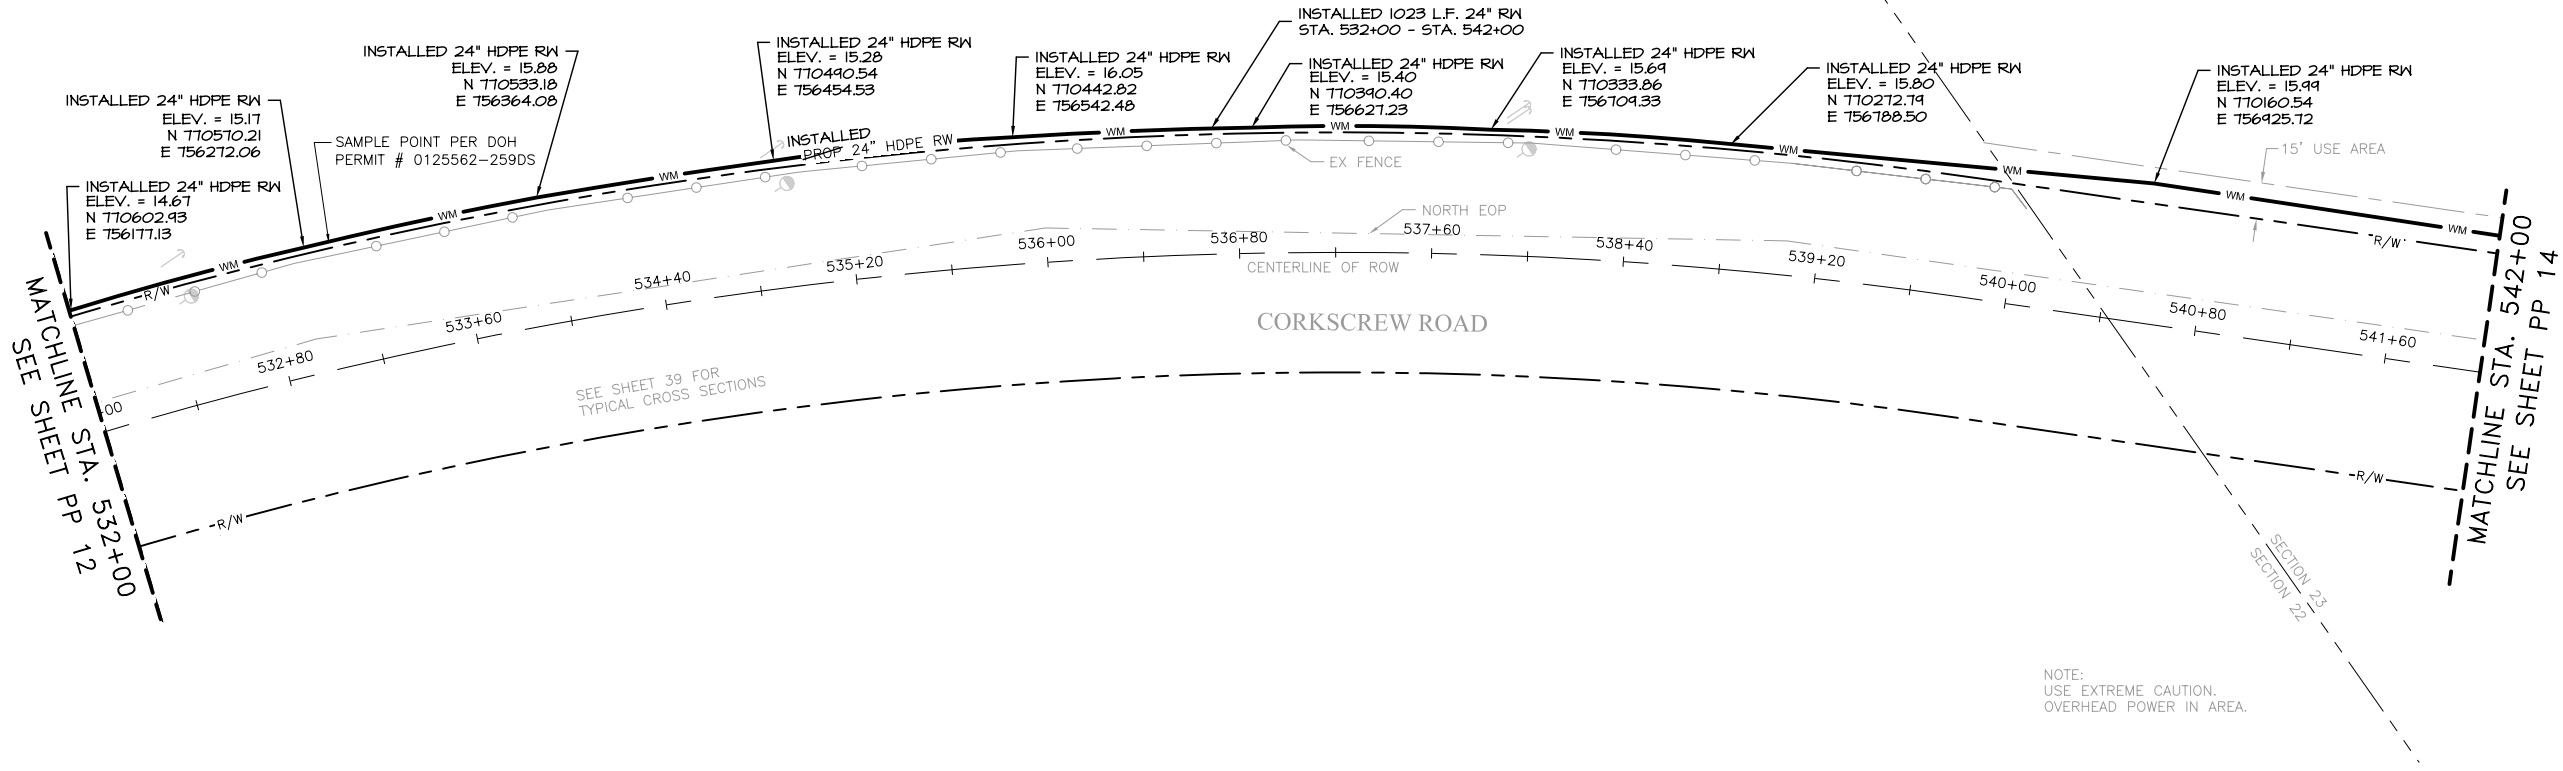 INSTALLED 1023 L.F. 24" RW
STA. 532+00 - STA. 542+00
INSTALLED 24" HDPE RW
ELEV. = 15.88
N 770533.18
E 756364.08
INSTALLED 24" HDPE RW
ELEV. = 15.28
N 770490.54
E 756454.53
INSTALLED 24" HDPE RW
ELEV. = 16.05
N 770442.82
E 756542.48
INSTALLED 24" HDPE RW
ELEV. = 15.40
N 770390.40
E 756627.23
INSTALLED 24" HDPE RW
ELEV. = 15.69
N 770333.86
E 756709.33
INSTALLED 24" HDPE RW
ELEV. = 15.80
N 770272.79
E 756788.50
INSTALLED 24" HDPE RW
ELEV. = 15.99
N 770160.54
E 756925.72
INSTALLED 24" HDPE RW
ELEV. = 15.17
N 770570.21
E 756272.06
SAMPLE POINT PER DOH
PERMIT # 0125562-259DS
INSTALLED 24" HDPE RW
ELEV. = 14.67
N 770602.93
E 756177.13
INSTALLED
PROP 24" HDPE RW
WM
WM
WM
WM
WM
WM
WM
WM
WM
WM
WM
EX FENCE
15' USE AREA
NORTH EOP
R/W
R/W
00
532+80
533+60
534+40
535+20
536+00
536+80
537+60
538+40
539+20
540+00
540+80
541+60
CENTERLINE OF ROW
CORKSCREW ROAD
SEE SHEET 39 FOR
TYPICAL CROSS SECTIONS
R/W
R/W
MATCHLINE STA. 532+00
SEE SHEET PP 12
MATCHLINE STA. 542+00
SEE SHEET PP 14
SECTION 23
SECTION 22
NOTE:
USE EXTREME CAUTION.
OVERHEAD POWER IN AREA.